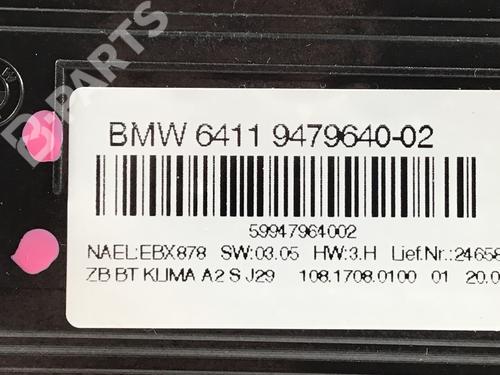 B-PARTS
BMW 6411 9479640-02
59947964002
NAEL:EBX878 SW:03.05 HW:3.H Lief.Nr.:24658
ZB BT KLIMA A2 S J29 108.1708.0100 01 20.0